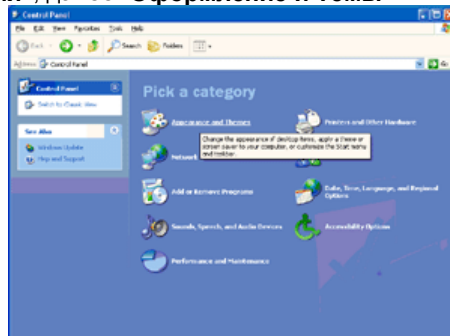 Оформление и темы
Control Panel
File Edit View Favorites Tools Help
Back Search Folders
Address Control Panel Go
Control Panel
Switch to Classic View
See Also
Windows Update
Help and Support
Pick a category
Appearance and Themes
Printers and Other Hardware
Change the appearance of desktop items, apply a theme or
screen saver to your computer, or customize the Start menu
and taskbar.
Network
Add or Remove Programs
Date, Time, Language, and Regional
Options
Sounds, Speech, and Audio Devices
Accessibility Options
Performance and Maintenance